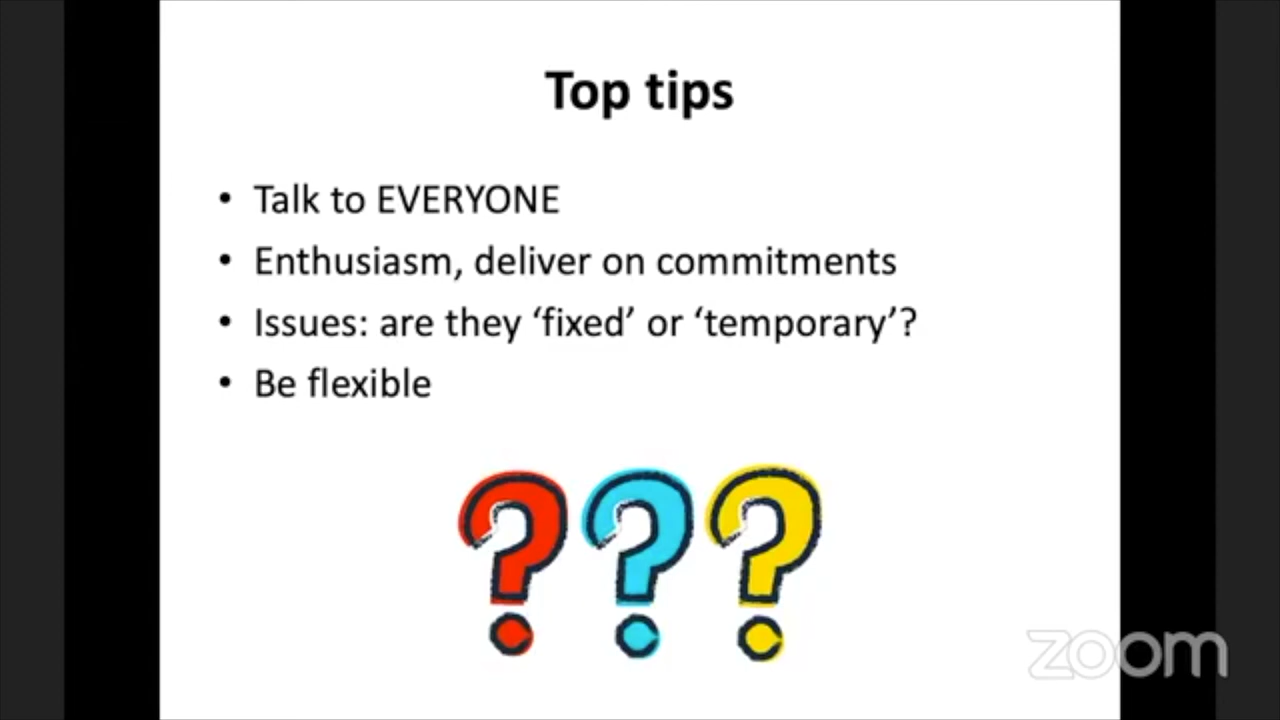 Top tips
• Talk to EVERYONE
• Enthusiasm, deliver on commitments
• Issues: are they ‘fixed’ or ‘temporary’?
• Be flexible
???
zoom